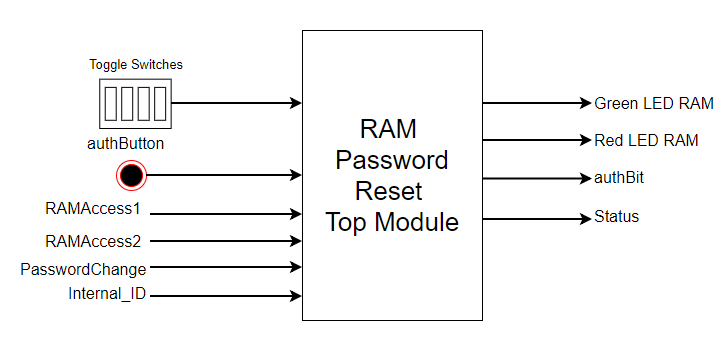 Toggle Switches
authButton
RAMAccess1
RAMAccess2
PasswordChange
Internal_ID
RAM
Password
Reset
Top Module
Green LED RAM
Red LED RAM
authBit
Status